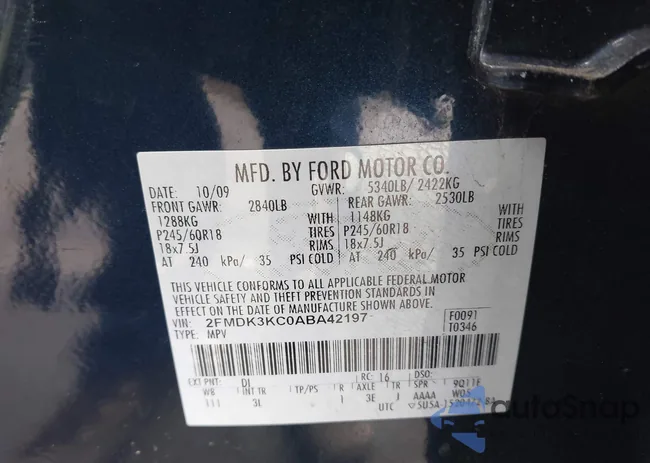 MFD. BY FORD MOTOR CO.
DATE: 10/09 GVWR: 5340LB/ 2422KG
FRONT GAWR: 2840LB REAR GAWR: 2530LB
1288KG WITH 1148KG WITH
P245/60R18 TIRES P245/60R18 TIRES
18x7.5J RIMS 18x7.5J RIMS
AT 240 kPa/ 35 PSI COLD AT 240 kPa/ 35 PSI COLD
THIS VEHICLE CONFORMS TO ALL APPLICABLE FEDERAL MOTOR
VEHICLE SAFETY AND THEFT PREVENTION STANDARDS IN
EFFECT ON THE DATE OF MANUFACTURE SHOWN ABOVE.
VIN: 2FMDK3KC0ABA42197 F0091
TYPE: MPV T0346
EXT PNT: DJ RC: 16 DSO:
WB INT TR TP/PS R AXLE TR SPR
111 3L 1 3E J AAAA
UTC
autoSnap